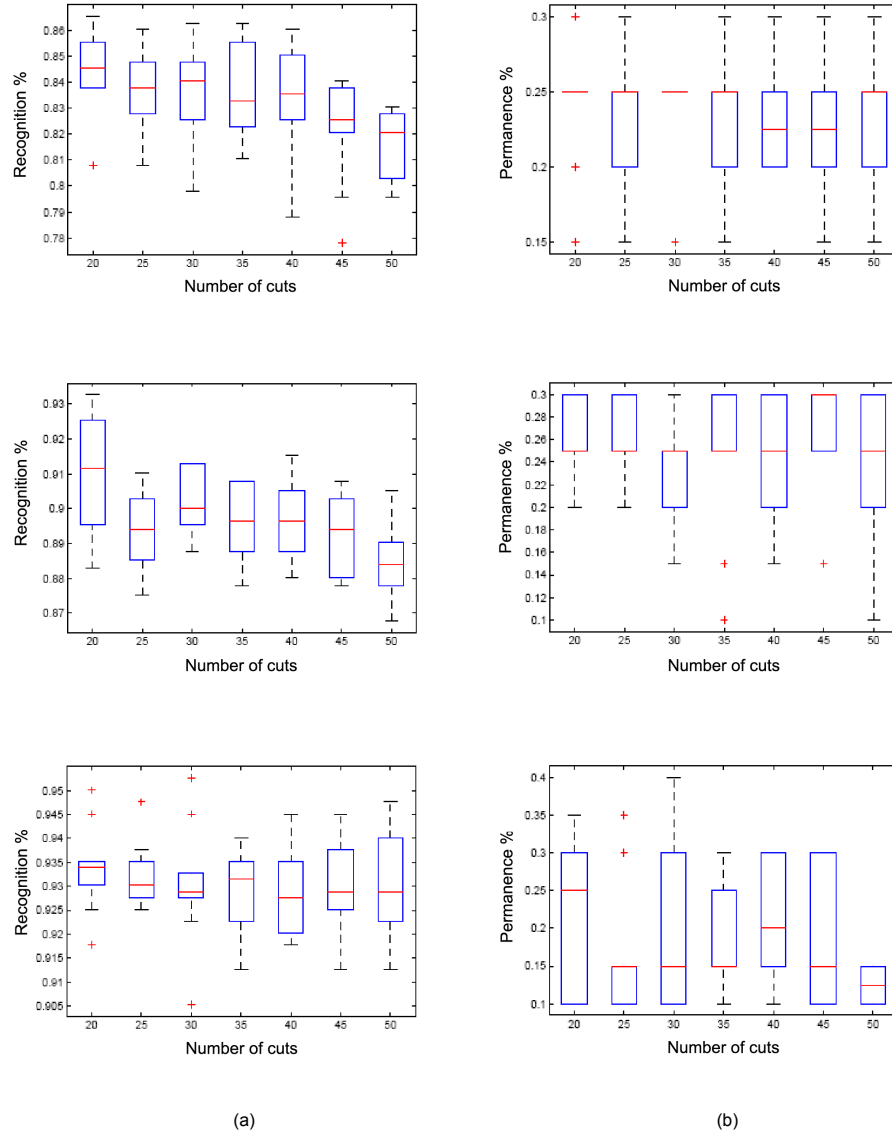 Recognition %
0.86
0.85
0.84
0.83
0.82
0.81
0.8
0.79
0.78
20 25 30 35 40 45 50
Number of cuts
Permanence %
0.3
0.25
0.2
0.15
20 25 30 35 40 45 50
Number of cuts
Recognition %
0.93
0.92
0.91
0.9
0.89
0.88
0.87
20 25 30 35 40 45 50
Number of cuts
Permanence %
0.3
0.28
0.26
0.24
0.22
0.2
0.18
0.16
0.14
0.12
0.1
20 25 30 35 40 45 50
Number of cuts
Recognition %
0.95
0.945
0.94
0.935
0.93
0.925
0.92
0.915
0.91
0.905
20 25 30 35 40 45 50
Number of cuts
Permanence %
0.4
0.35
0.3
0.25
0.2
0.15
0.1
20 25 30 35 40 45 50
Number of cuts
(a)
(b)